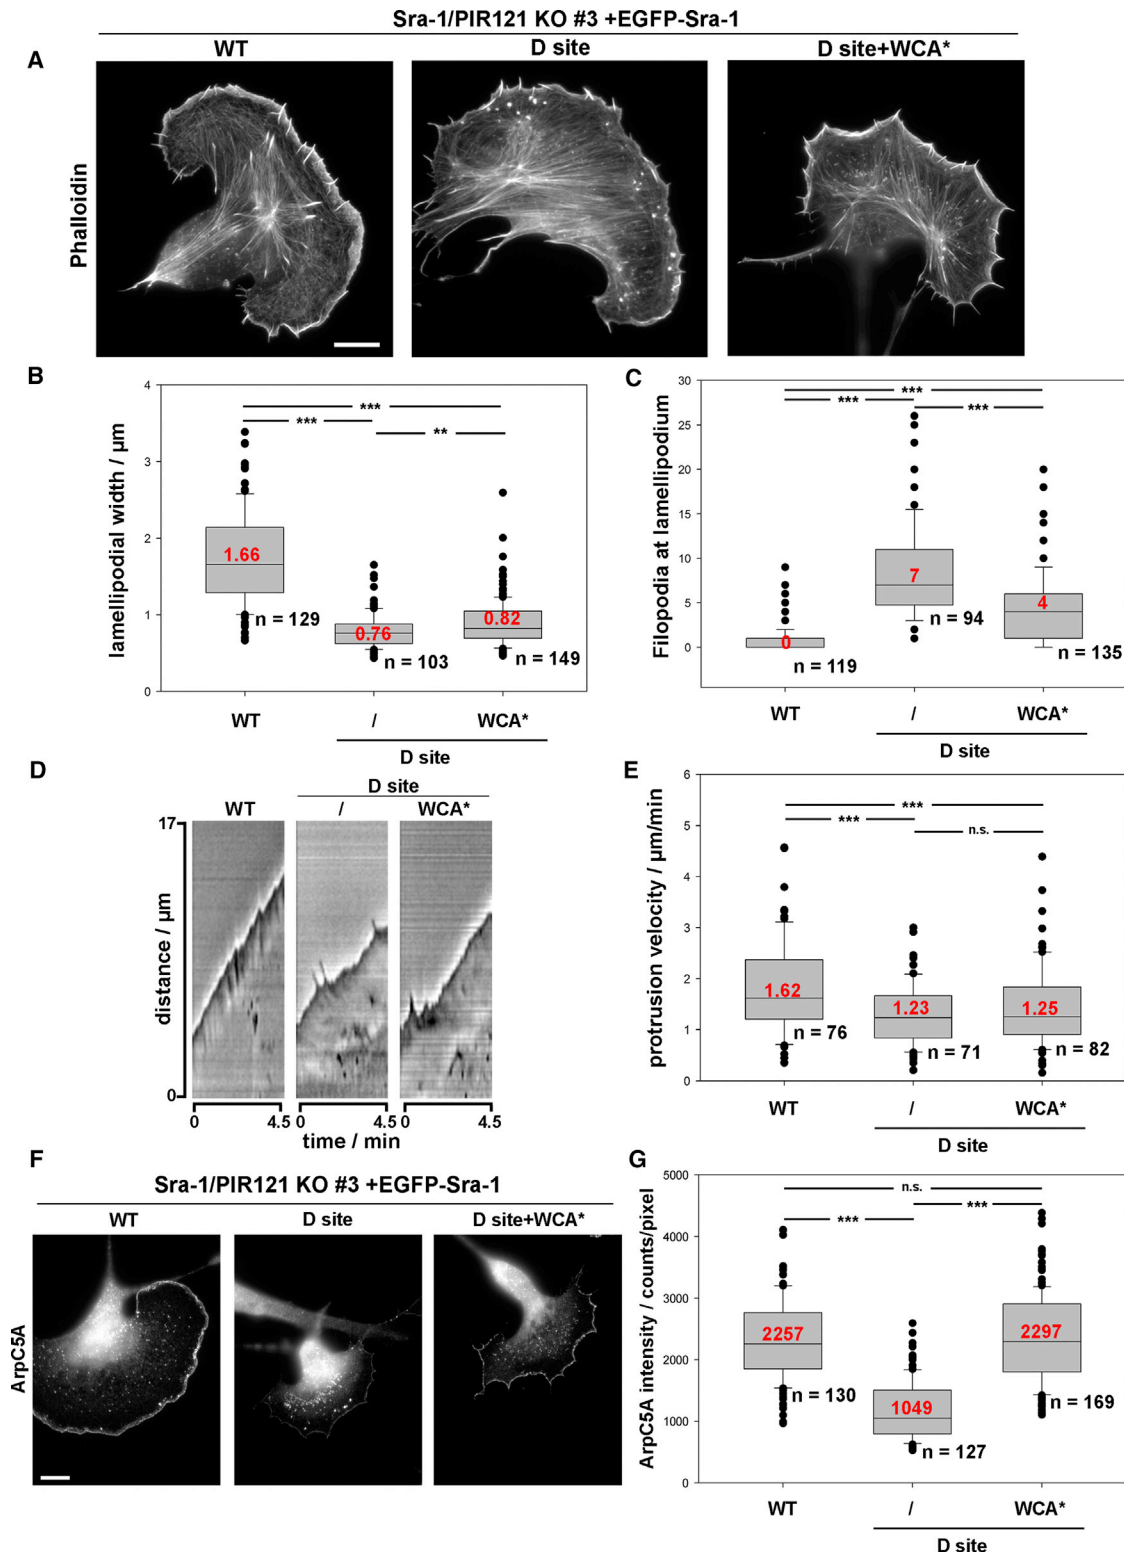 Sra-1/PIR121 KO #3 +EGFP-Sra-1
WT D site D site+WCA*
A
Phalloidin
B
lamellipodial width / μm
4
3
2
1
0
***
*** **
1.66
n = 129
0.76
n = 103
0.82
n = 149
WT / WCA*
D site
C
Filopodia at lamellipodium
30
25
20
15
10
5
0
***
*** ***
0
n = 119
7
n = 94
4
n = 135
WT / WCA*
D site
D
D site
WT / WCA*
17
distance / μm
0
0 4.5 0 4.5 0 4.5
time / min
E
protrusion velocity / μm/min
6
5
4
3
2
1
0
***
*** n.s.
1.62
n = 76
1.23
n = 71
1.25
n = 82
WT / WCA*
D site
F
Sra-1/PIR121 KO #3 +EGFP-Sra-1
WT D site D site+WCA*
ArpC5A
G
ArpC5A intensity / counts/pixel
5000
4000
3000
2000
1000
0
n.s.
*** ***
2257
n = 130
1049
n = 127
2297
n = 169
WT / WCA*
D site